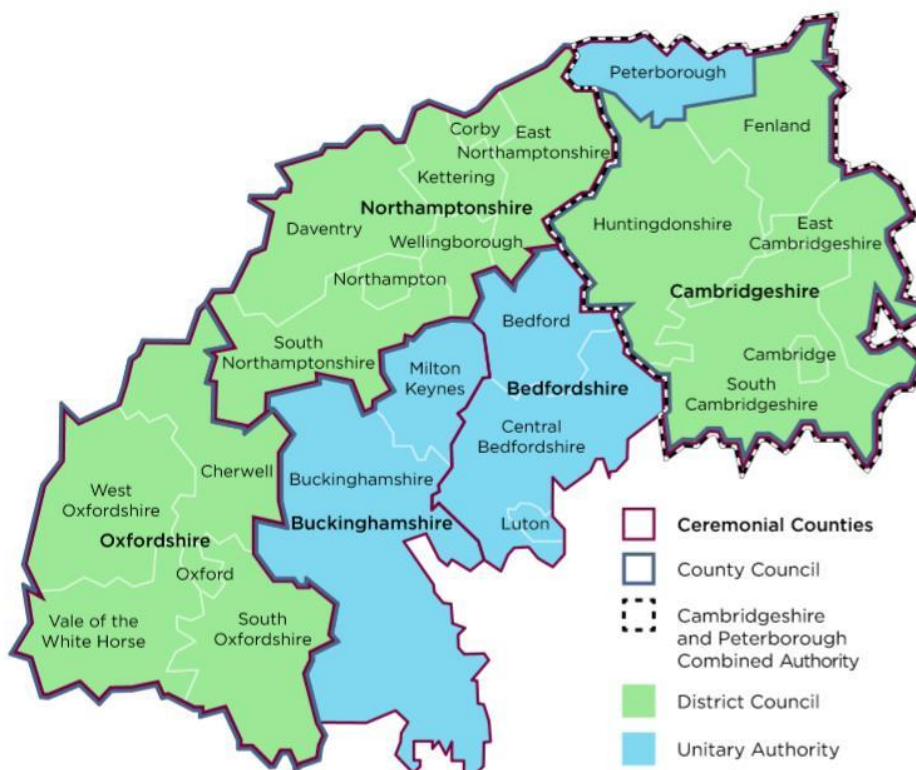 Peterborough
Fenland
Corby
East
Northamptonshire
Kettering
Northamptonshire
Daventry
Wellingborough
Northampton
South
Northamptonshire
Huntingdonshire
East
Cambridgeshire
Cambridgeshire
Cambridge
South
Cambridgeshire
Bedford
Milton
Keynes
Bedfordshire
Central
Bedfordshire
Luton
Buckinghamshire
Buckinghamshire
Cherwell
West
Oxfordshire
Oxfordshire
Oxford
Vale of the
White Horse
South
Oxfordshire
Ceremonial Counties
County Council
Cambridgeshire
and Peterborough
Combined Authority
District Council
Unitary Authority